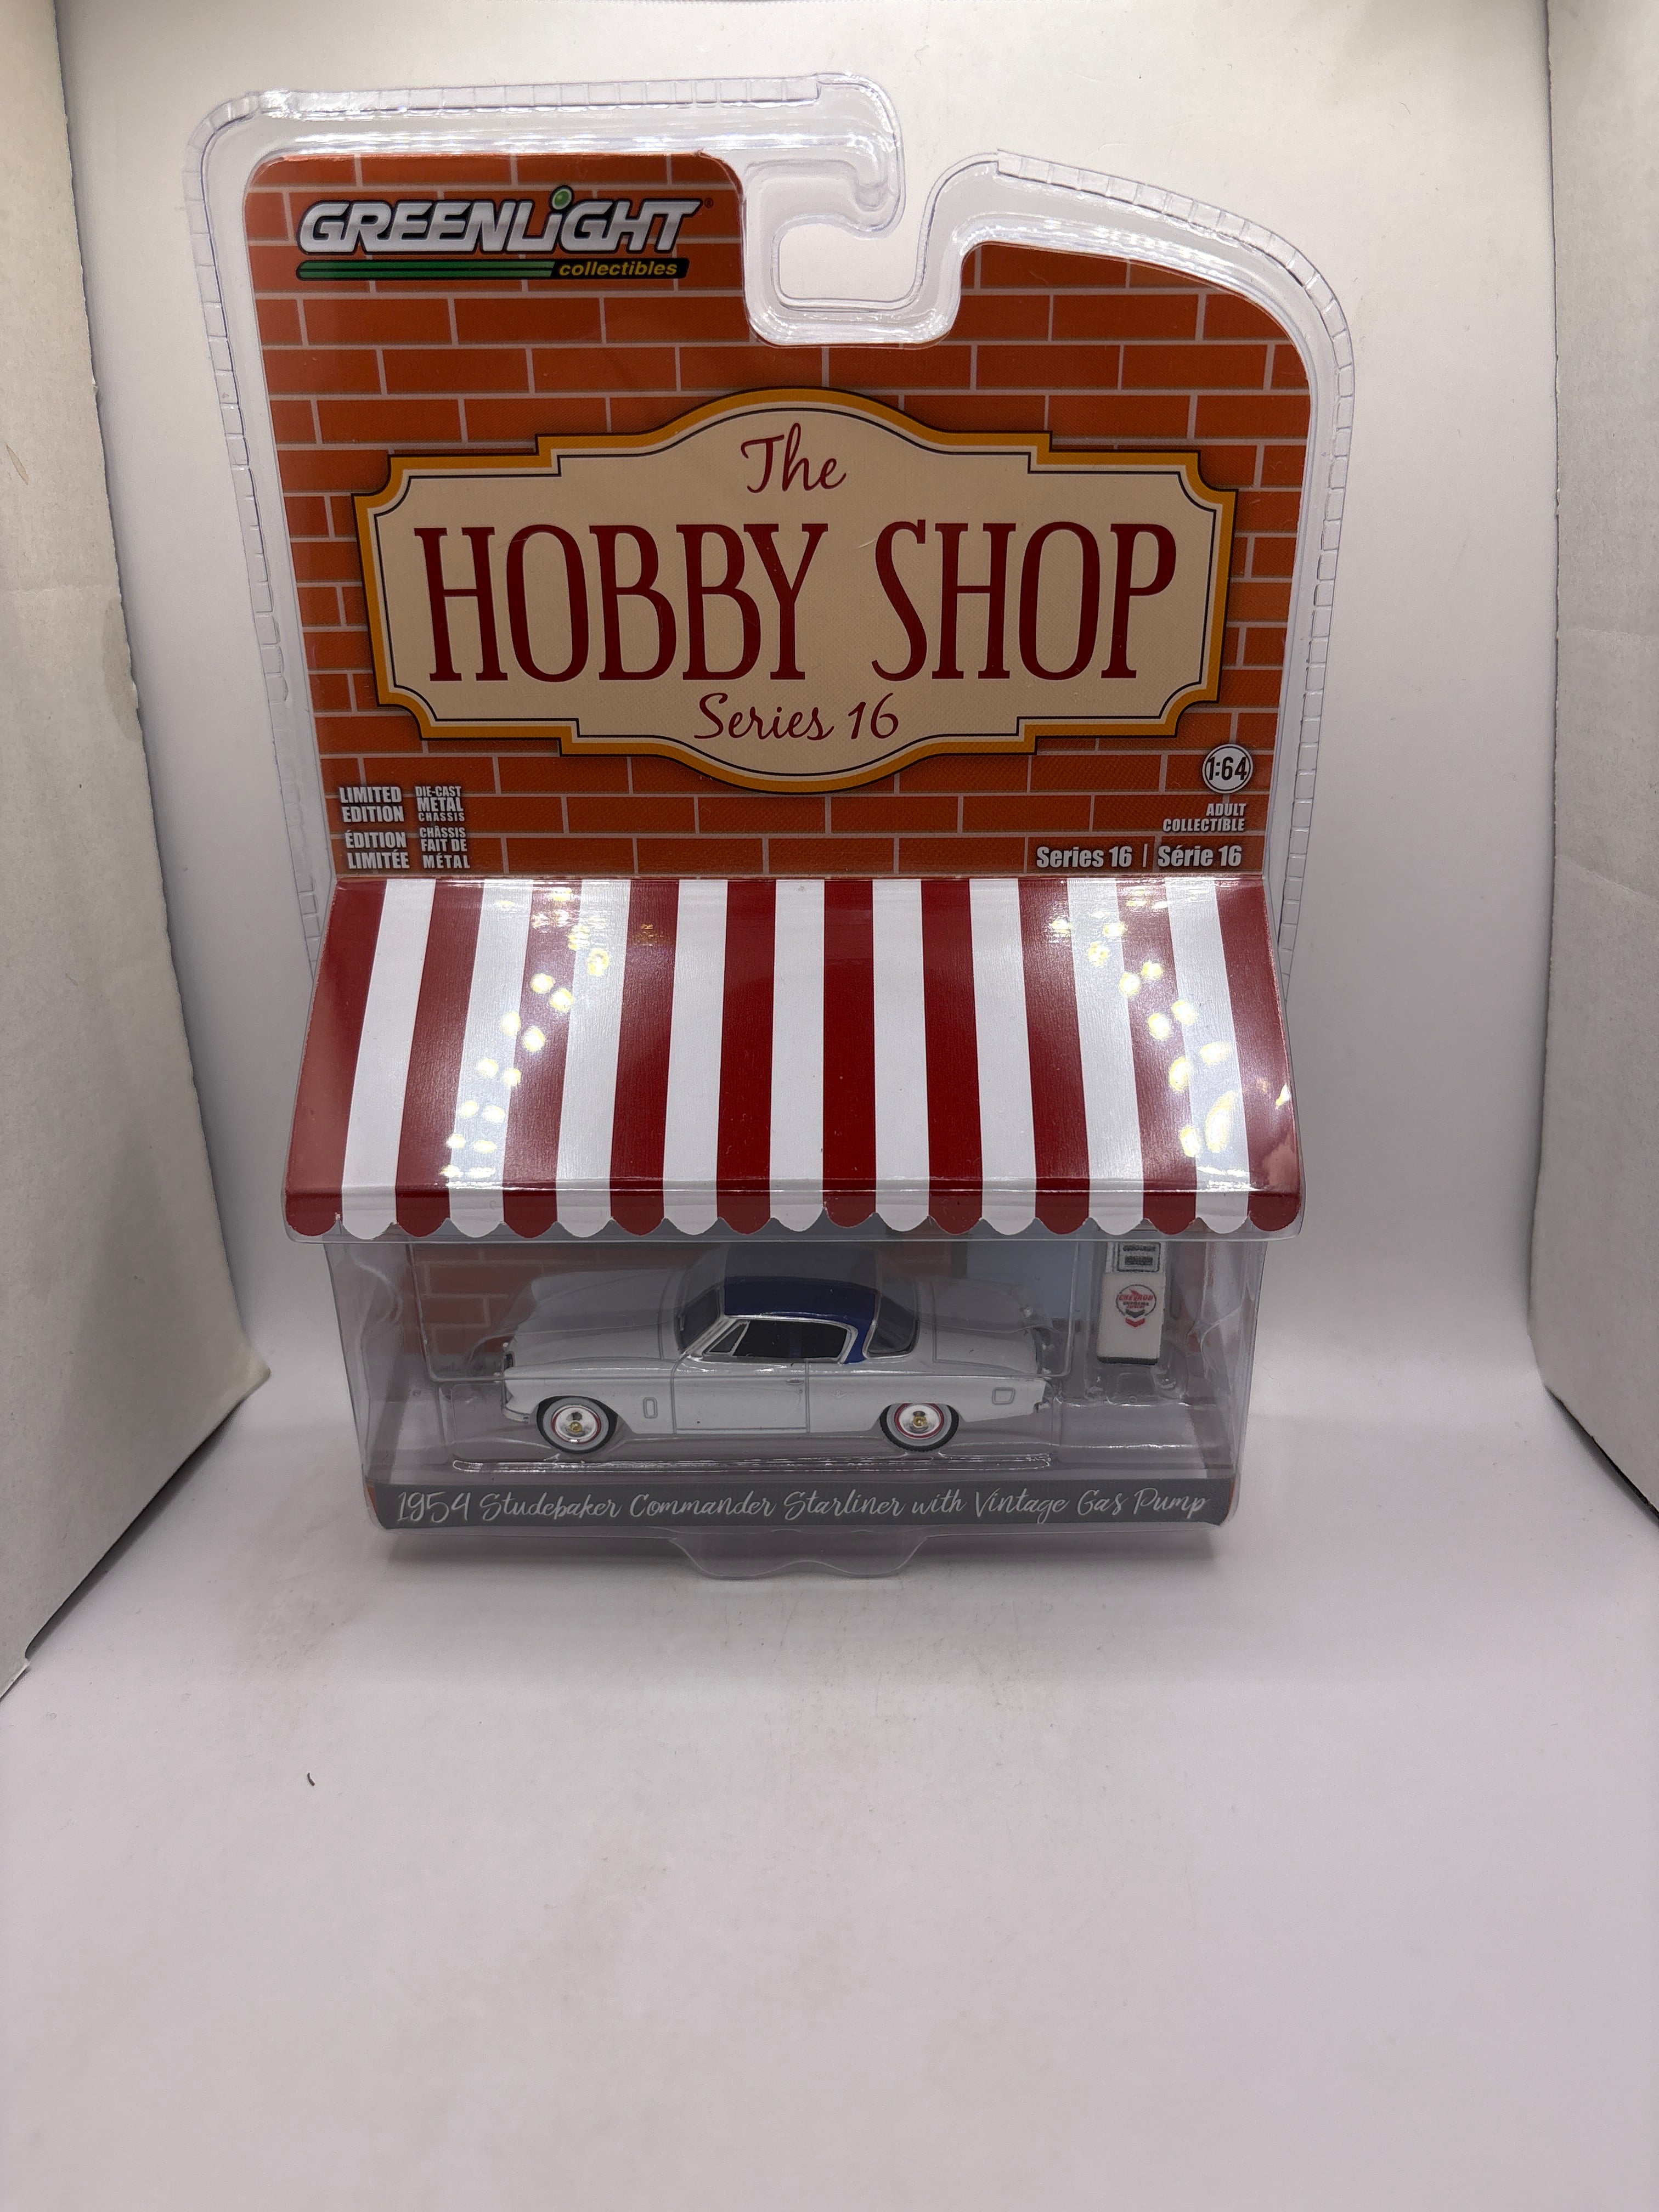 GREENLiGHT®
collectibles
The
HOBBY SHOP
Series 16
1:64
ADULT
COLLECTIBLE
LIMITED
EDITION
ÉDITION
LIMITÉE
DIE-CAST
METAL
CHASSIS
CHÂSSIS
FAIT DE
MÉTAL
Series 16 | Série 16
CHEVRON
1954 Studebaker Commander Starliner with Vintage Gas Pump